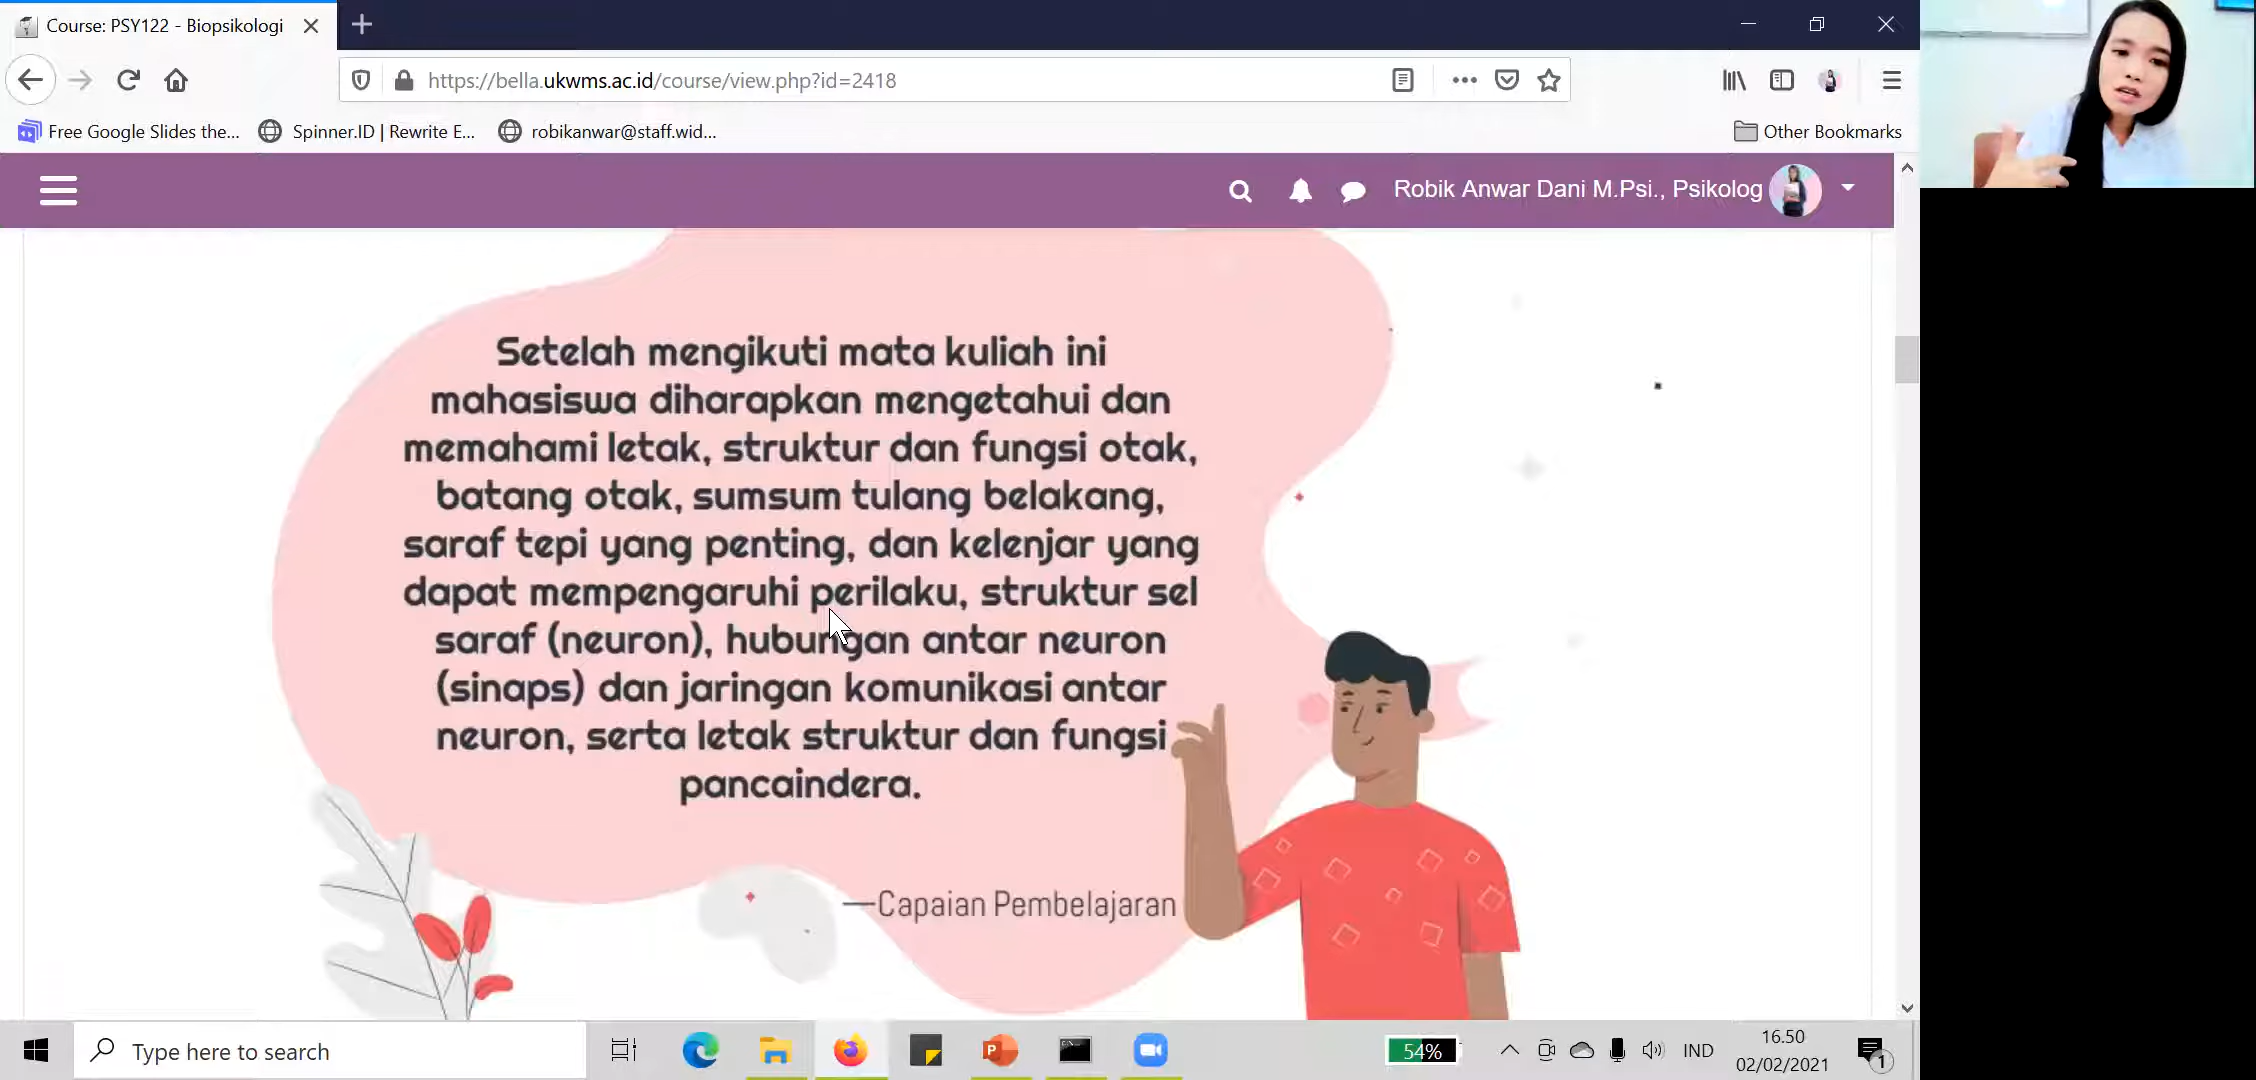 Course: PSY122 - Biopsikologi
https://bella.ukwms.ac.id/course/view.php?id=2418
Free Google Slides the...
Spinner.ID | Rewrite E...
robikanwar@staff.wid...
Other Bookmarks
Robik Anwar Dani M.Psi., Psikolog
Setelah mengikuti mata kuliah ini
mahasiswa diharapkan mengetahui dan
memahami letak, struktur dan fungsi otak,
batang otak, sumsum tulang belakang,
saraf tepi yang penting, dan kelenjar yang
dapat mempengaruhi perilaku, struktur sel
saraf (neuron), hubungan antar neuron
(sinaps) dan jaringan komunikasi antar
neuron, serta letak struktur dan fungsi
pancaindera.
—Capaian Pembelajaran
Type here to search
54%
IND
16.50
02/02/2021
1